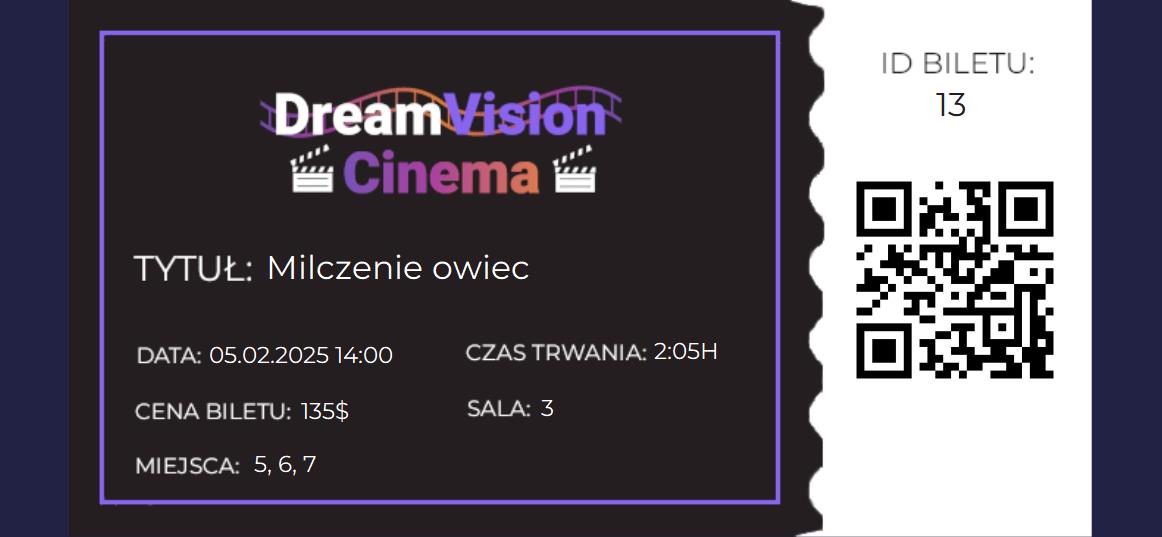 DreamVision
Cinema
TYTUŁ: Milczenie owiec
DATA: 05.02.2025 14:00
CZAS TRWANIA: 2:05H
CENA BILETU: 135$
SALA: 3
MIEJSCA: 5, 6, 7
ID BILETU:
13